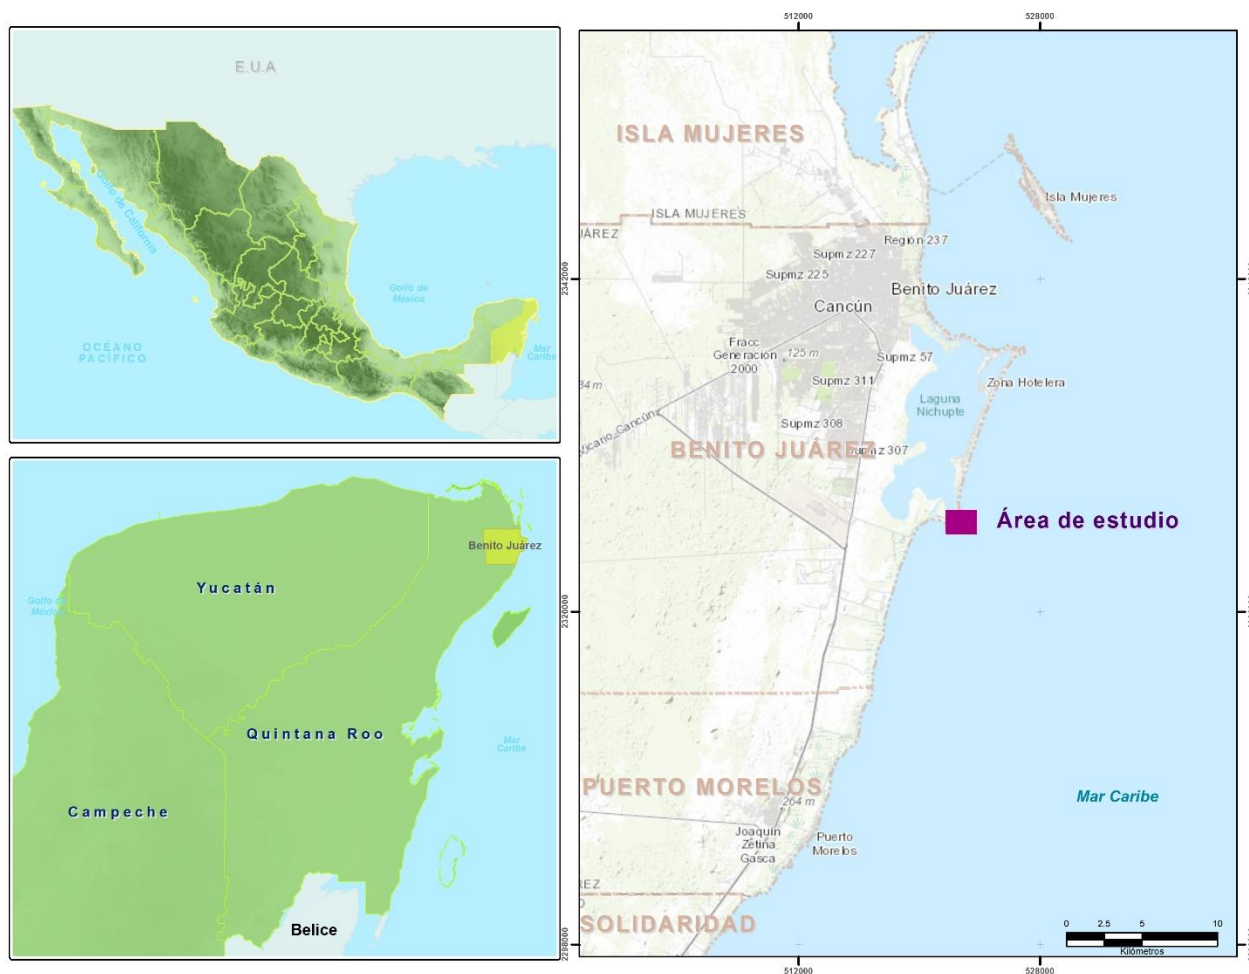 E.U.A
Golfo de California
Golfo de
México
OCÉANO
PACÍFICO
Mar
Caribe
Benito Juárez
Yucatán
Golfo de
México
Quintana Roo
Mar
Caribe
Campeche
Belice
512000
528000
ISLA MUJERES
Isla Mujeres
ISLA MUJERES
Región 237
Supmz 227
Supmz 225
2342000
Benito Juárez
Cancún
Fracc
Generación
2000
125 m
Supmz 57
Supmz 311
Zona Hotelera
Laguna
Nichupte
Vicario_Cancún
Supmz 308
BENITO JUÁREZ
Supmz 307
Área de estudio
2320000
PUERTO MORELOS
264 m
Mar Caribe
Joaquín
Zetina
Gasca
Puerto
Morelos
SOLIDARIDAD
0 2.5 5 10
Kilómetros
2298000
512000
528000